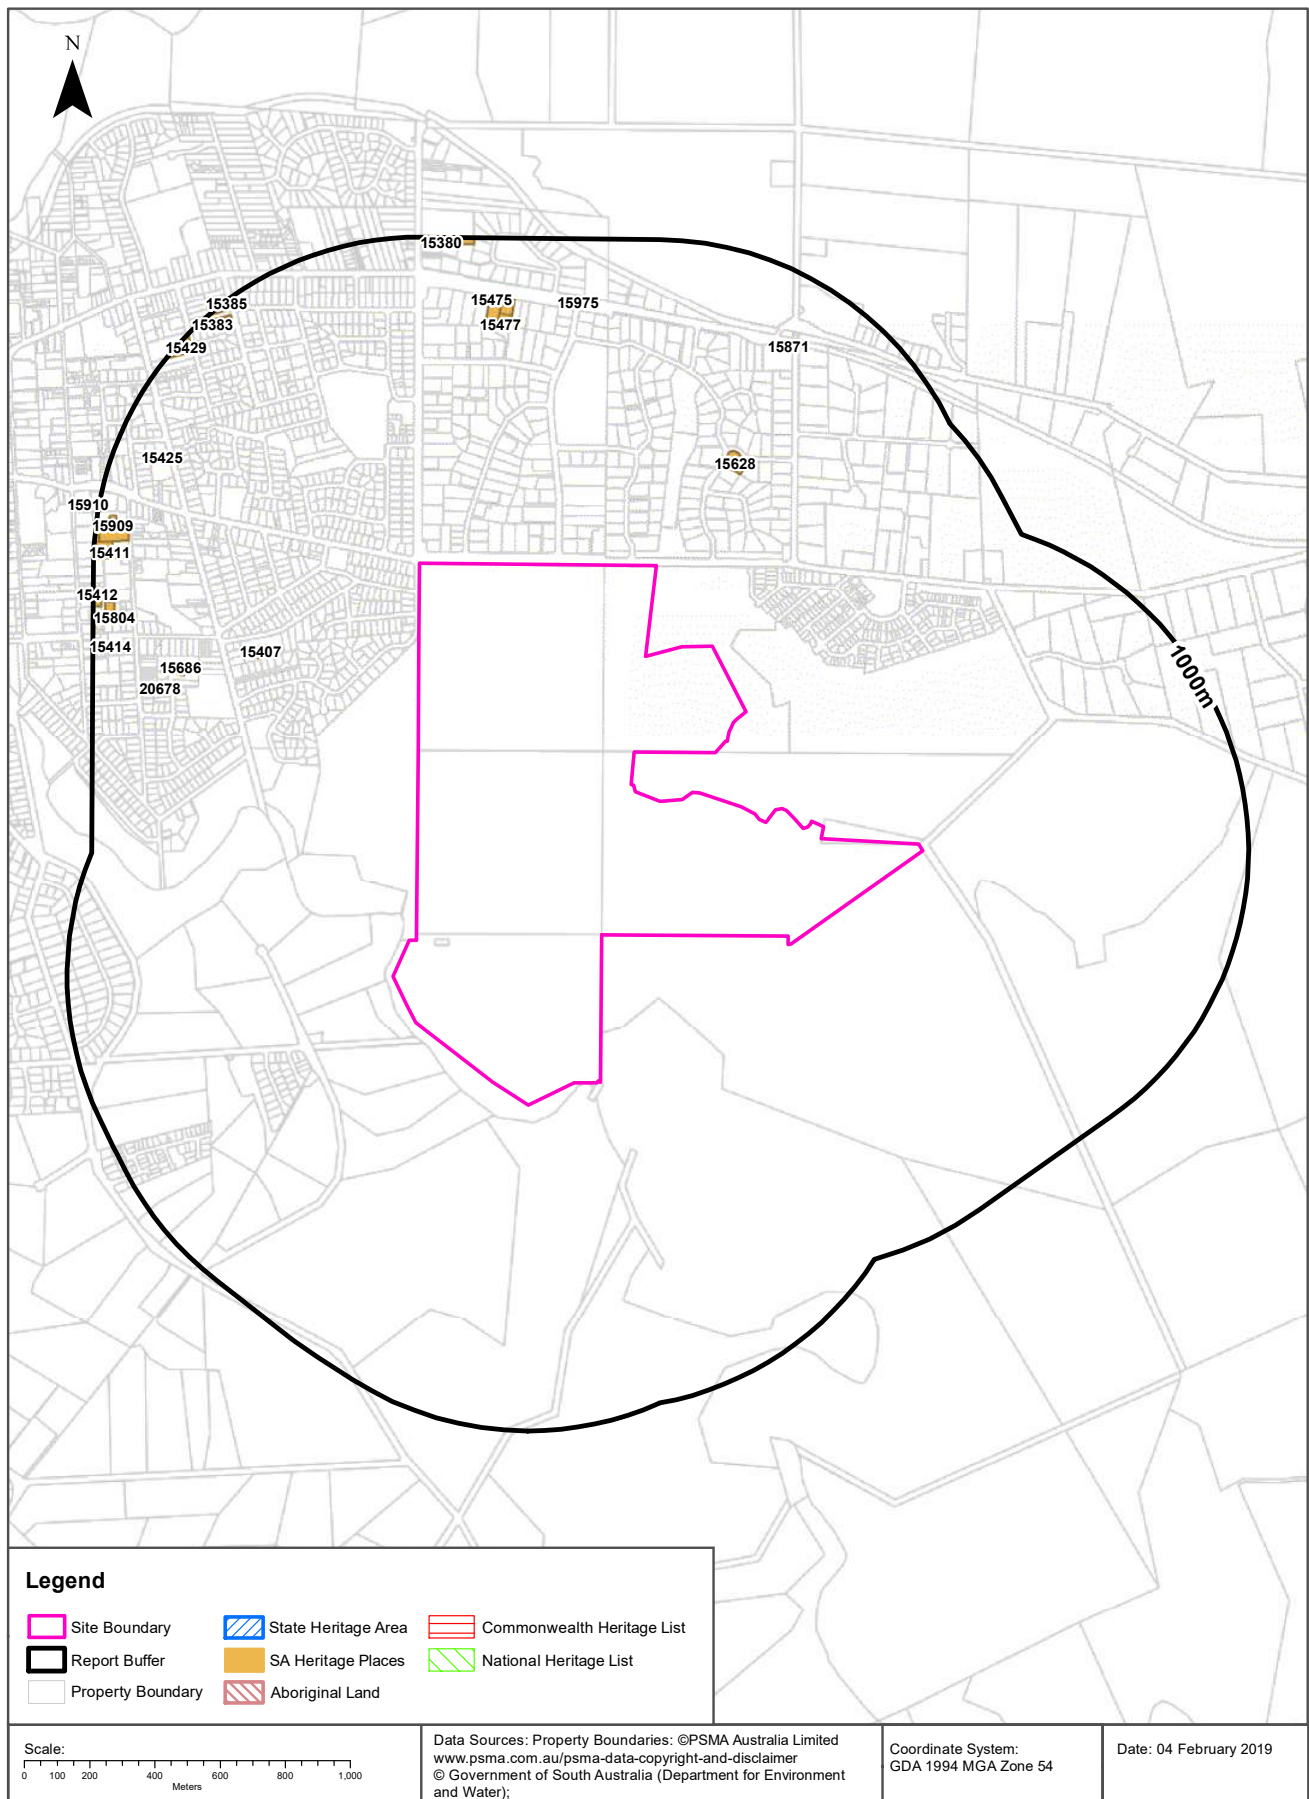 N
15380
15475
15975
15385
15383
15477
15429
15871
15425
15628
15910
15909
15411
15412
15804
15414
15407
15686
20678
1000m
Legend
Site Boundary
State Heritage Area
Commonwealth Heritage List
Report Buffer
SA Heritage Places
National Heritage List
Property Boundary
Aboriginal Land
Scale:
0 100 200 400 600 800 1,000
Meters
Data Sources: Property Boundaries: ©PSMA Australia Limited
www.psma.com.au/psma-data-copyright-and-disclaimer
© Government of South Australia (Department for Environment
and Water);
Coordinate System:
GDA 1994 MGA Zone 54
Date: 04 February 2019